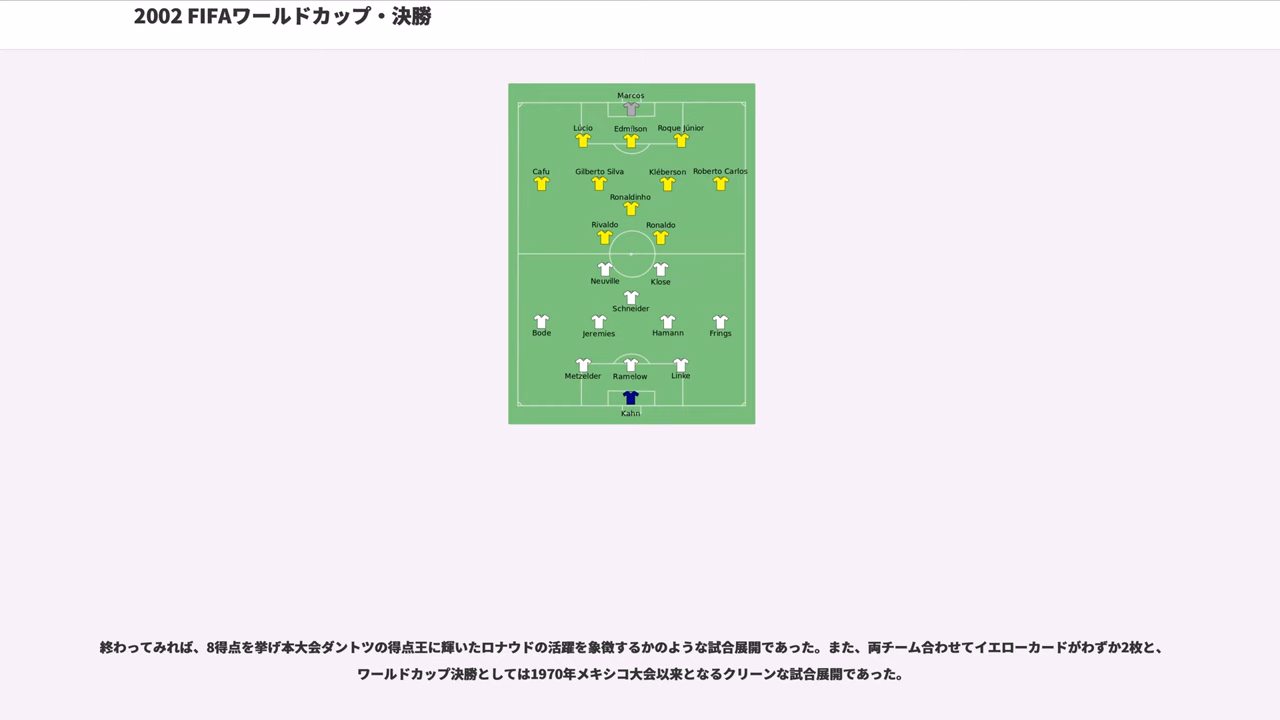 2002 FIFAワールドカップ・決勝
Marcos
Lúcio Edmílson Roque Júnior
Cafu Gilberto Silva Kléberson Roberto Carlos
Ronaldinho
Rivaldo Ronaldo
Neuville Klose
Schneider
Bode Jeremies Hamann Frings
Metzelder Ramelow Linke
Kahn
終わってみれば、8得点を挙げ本大会ダントツの得点王に輝いたロナウドの活躍を象徴するかのような試合展開であった。また、両チーム合わせてイエローカードがわずか2枚と、
ワールドカップ決勝としては1970年メキシコ大会以来となるクリーンな試合展開であった。